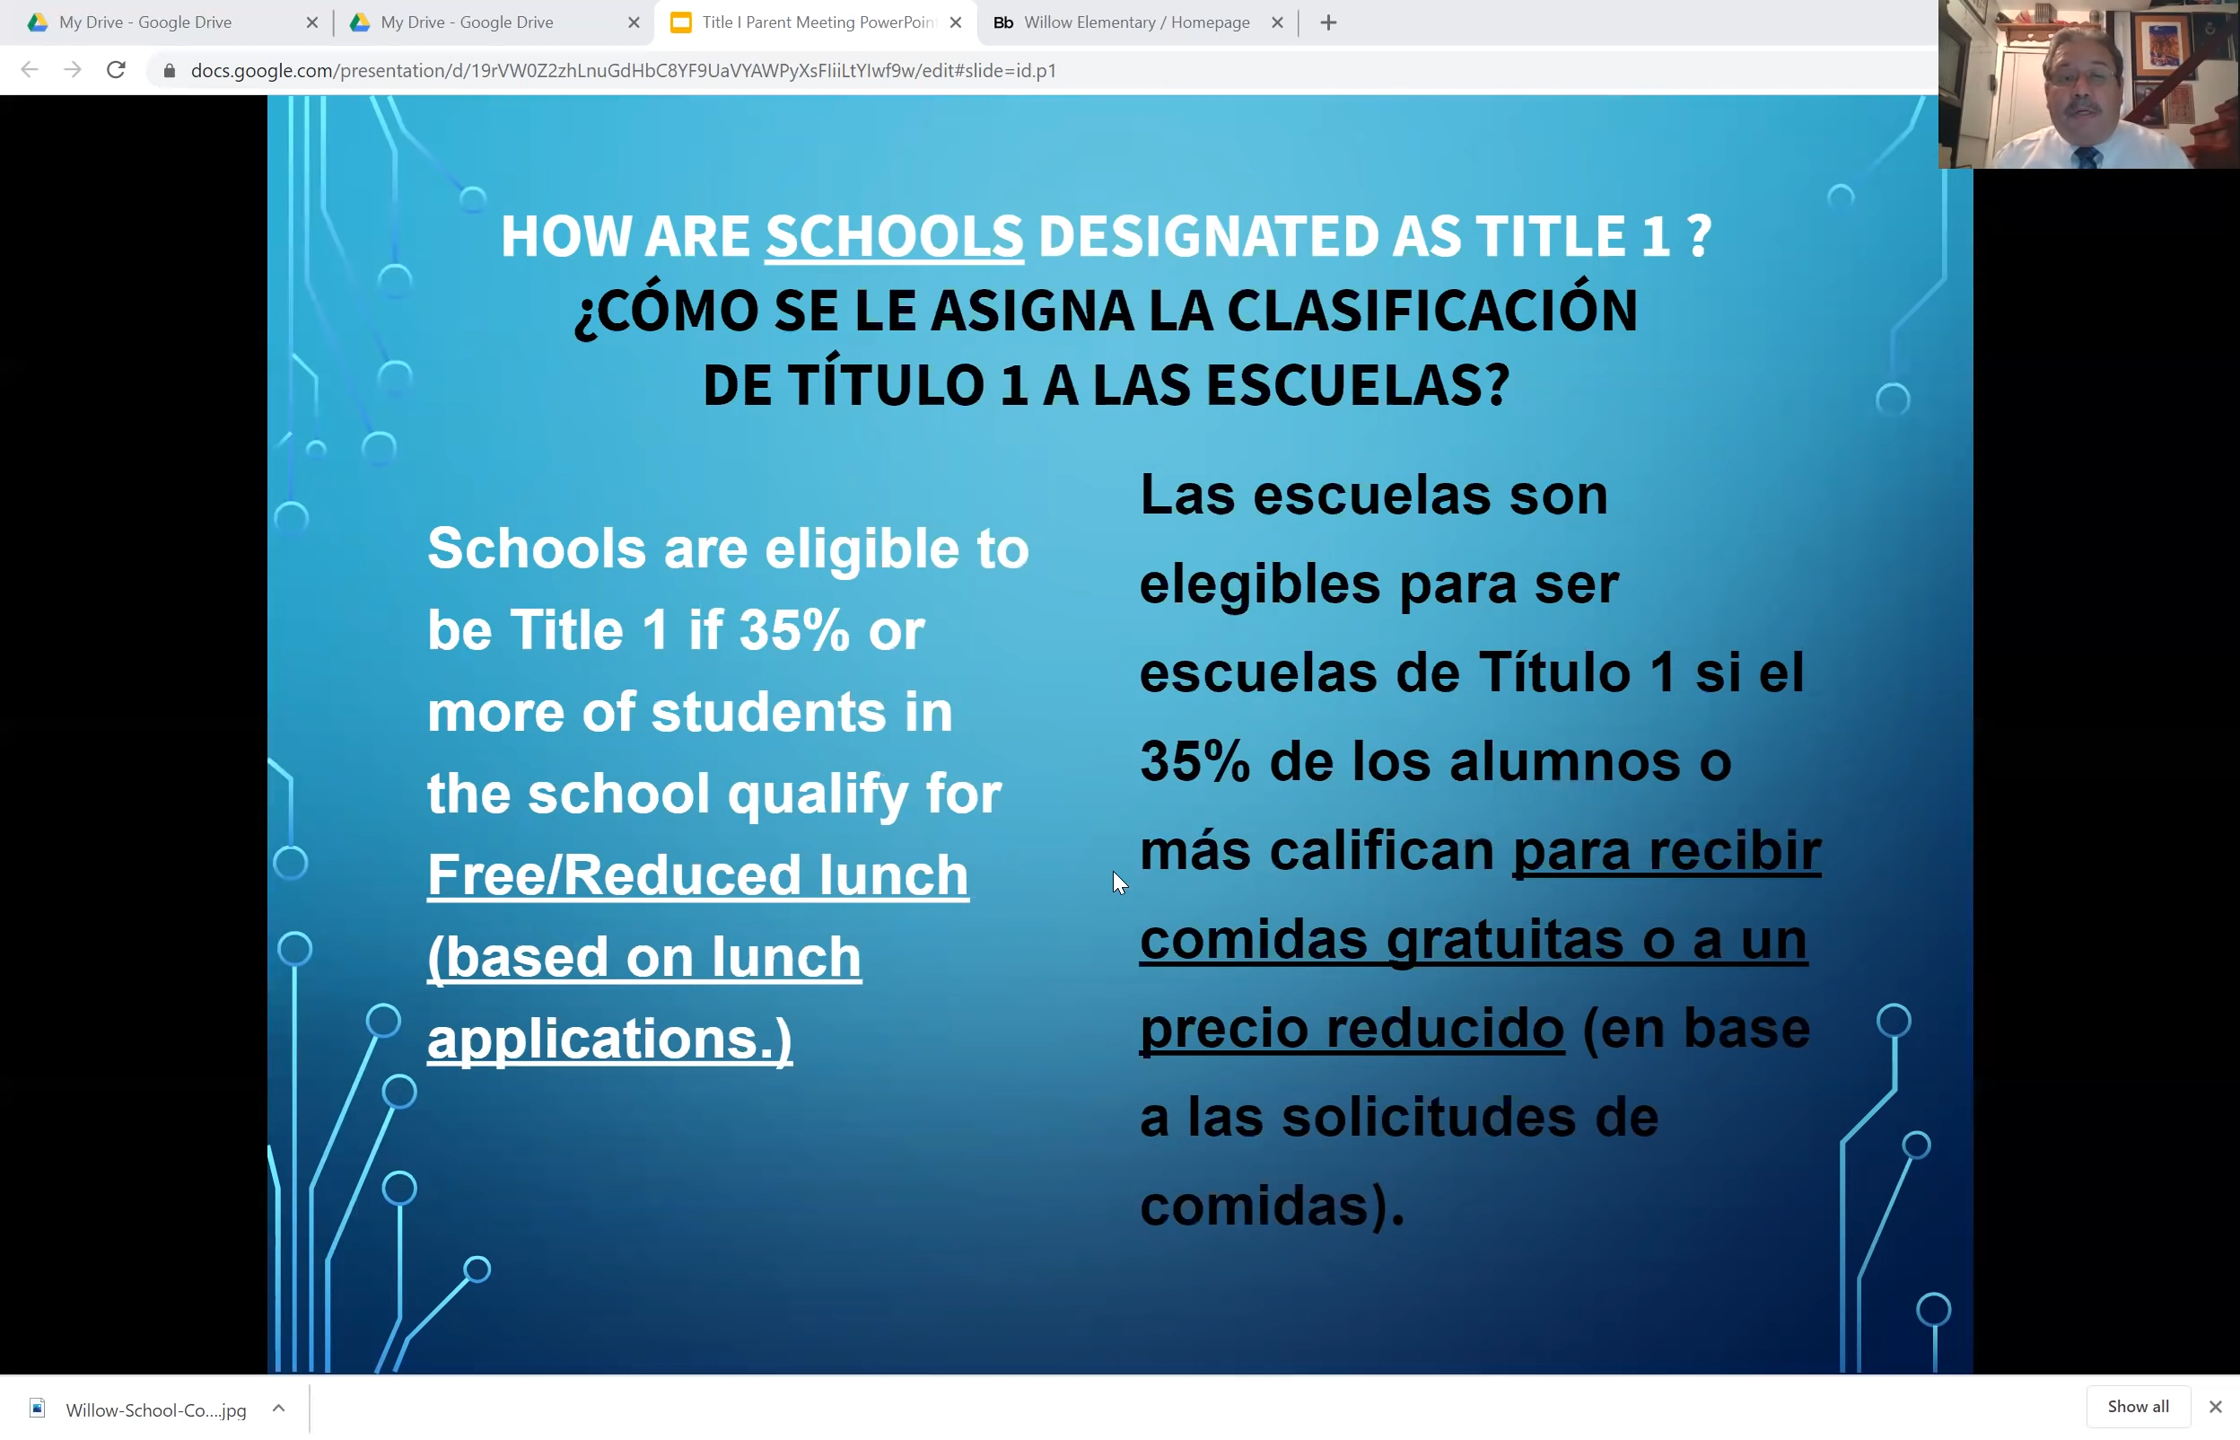 My Drive - Google Drive
My Drive - Google Drive
Title I Parent Meeting PowerPoin
Bb Willow Elementary / Homepage
docs.google.com/presentation/d/19rVW0Z2zhLnuGdHbC8YF9UaVYAWPyXsFIiiLtYIwf9w/edit#slide=id.p1
HOW ARE SCHOOLS DESIGNATED AS TITLE 1 ?
¿CÓMO SE LE ASIGNA LA CLASIFICACIÓN
DE TÍTULO 1 A LAS ESCUELAS?
Schools are eligible to
be Title 1 if 35% or
more of students in
the school qualify for
Free/Reduced lunch
(based on lunch
applications.)
Las escuelas son
elegibles para ser
escuelas de Título 1 si el
35% de los alumnos o
más califican para recibir
comidas gratuitas o a un
precio reducido (en base
a las solicitudes de
comidas).
Willow-School-Co....jpg
Show all